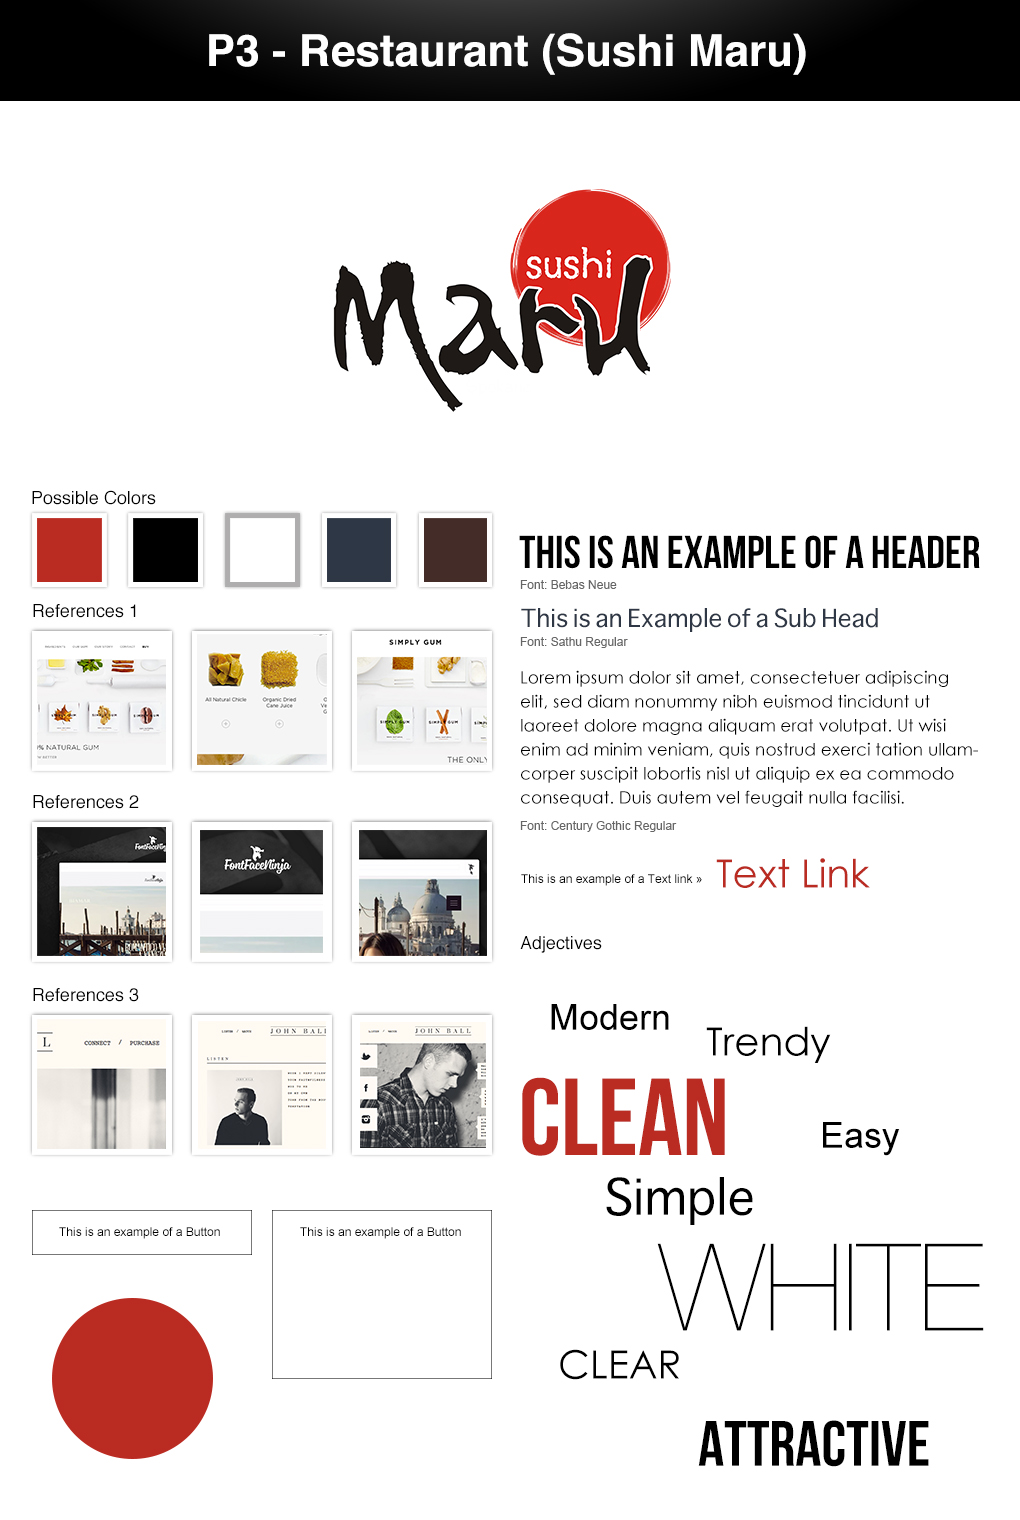 P3 - Restaurant (Sushi Maru)
sushi
Maru
Possible Colors
References 1
SIMPLY GUM
All Natural Chicle
Organic Dried
Cane Juice
% NATURAL GUM
THE ONLY
References 2
FontFaceNinja
References 3
L
CONNECT / PURCHASE
LISTEN / WATCH
JOHN BALL
LISTEN
LISTEN / WATCH
JOHN BALL
This is an example of a Button
This is an example of a Button
THIS IS AN EXAMPLE OF A HEADER
Font: Bebas Neue
This is an Example of a Sub Head
Font: Sathu Regular
Lorem ipsum dolor sit amet, consectetuer adipiscing
elit, sed diam nonummy nibh euismod tincidunt ut
laoreet dolore magna aliquam erat volutpat. Ut wisi
enim ad minim veniam, quis nostrud exerci tation ullam-
corper suscipit lobortis nisl ut aliquip ex ea commodo
consequat. Duis autem vel feugait nulla facilisi.
Font: Century Gothic Regular
This is an example of a Text link »
Text Link
Adjectives
Modern
Trendy
CLEAN
Easy
Simple
WHITE
CLEAR
ATTRACTIVE